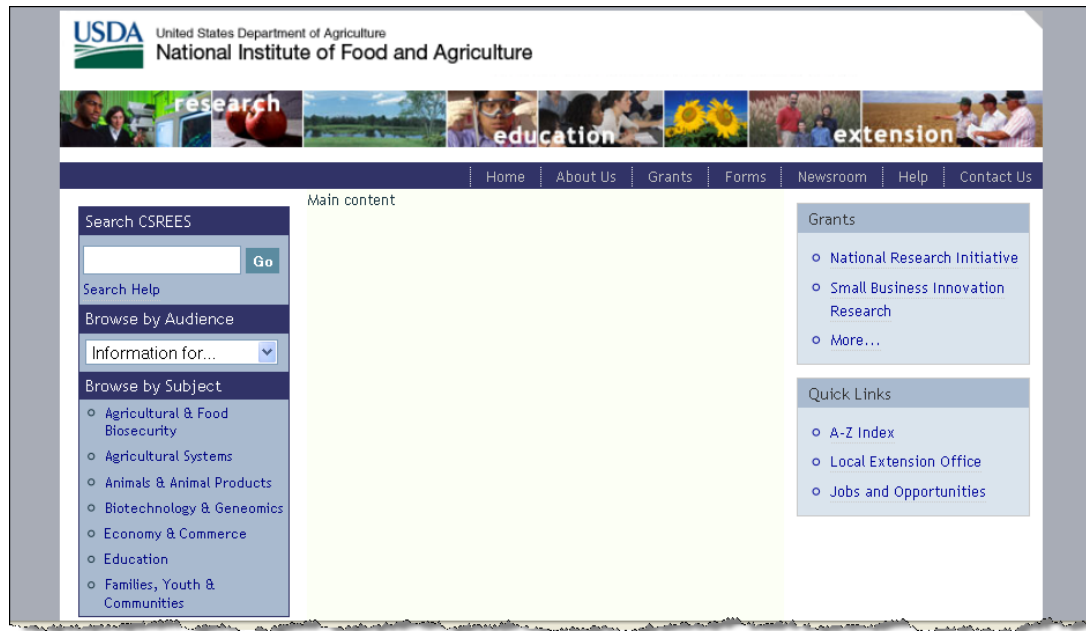 USDA
United States Department of Agriculture
National Institute of Food and Agriculture
research
education
extension
Home
About Us
Grants
Forms
Newsroom
Help
Contact Us
Search CSREES
Go
Search Help
Browse by Audience
Information for...
Browse by Subject
Agricultural & Food
Biosecurity
Agricultural Systems
Animals & Animal Products
Biotechnology & Geneomics
Economy & Commerce
Education
Families, Youth &
Communities
Main content
Grants
National Research Initiative
Small Business Innovation
Research
More...
Quick Links
A-Z Index
Local Extension Office
Jobs and Opportunities